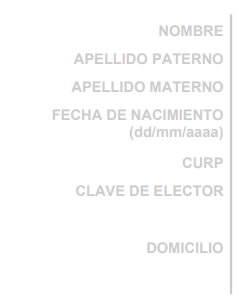 NOMBRE
APELLIDO PATERNO
APELLIDO MATERNO
FECHA DE NACIMIENTO
(dd/mm/aaaa)
CURP
CLAVE DE ELECTOR
DOMICILIO